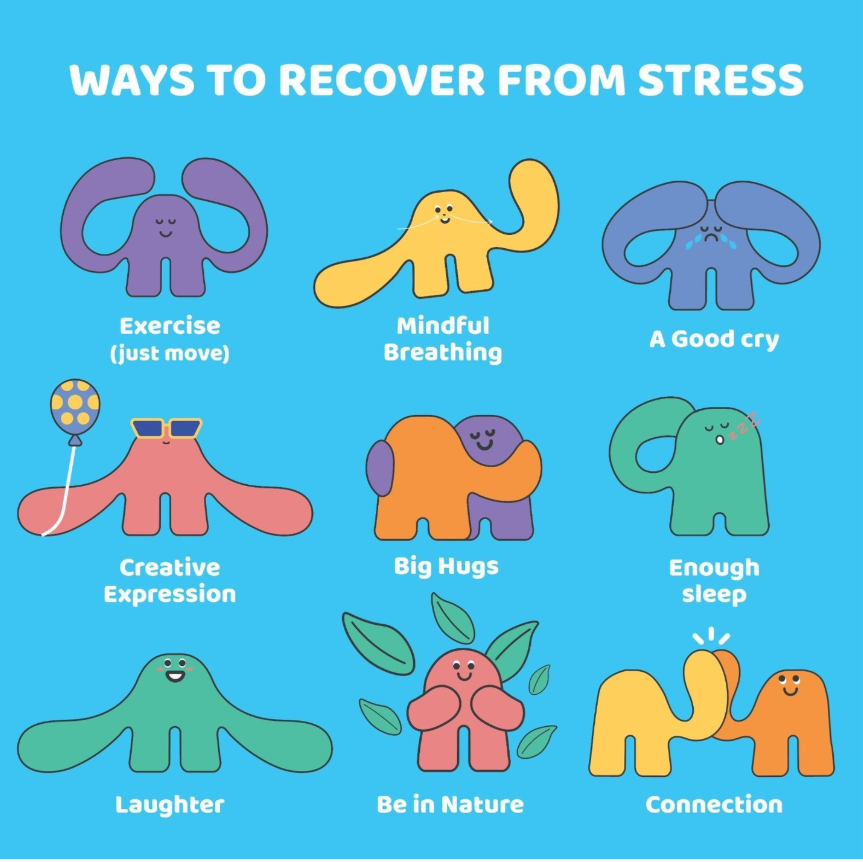 WAYS TO RECOVER FROM STRESS
Exercise
(just move)
Mindful
Breathing
A Good cry
zzz
Creative
Expression
Big Hugs
Enough
sleep
Laughter
Be in Nature
Connection